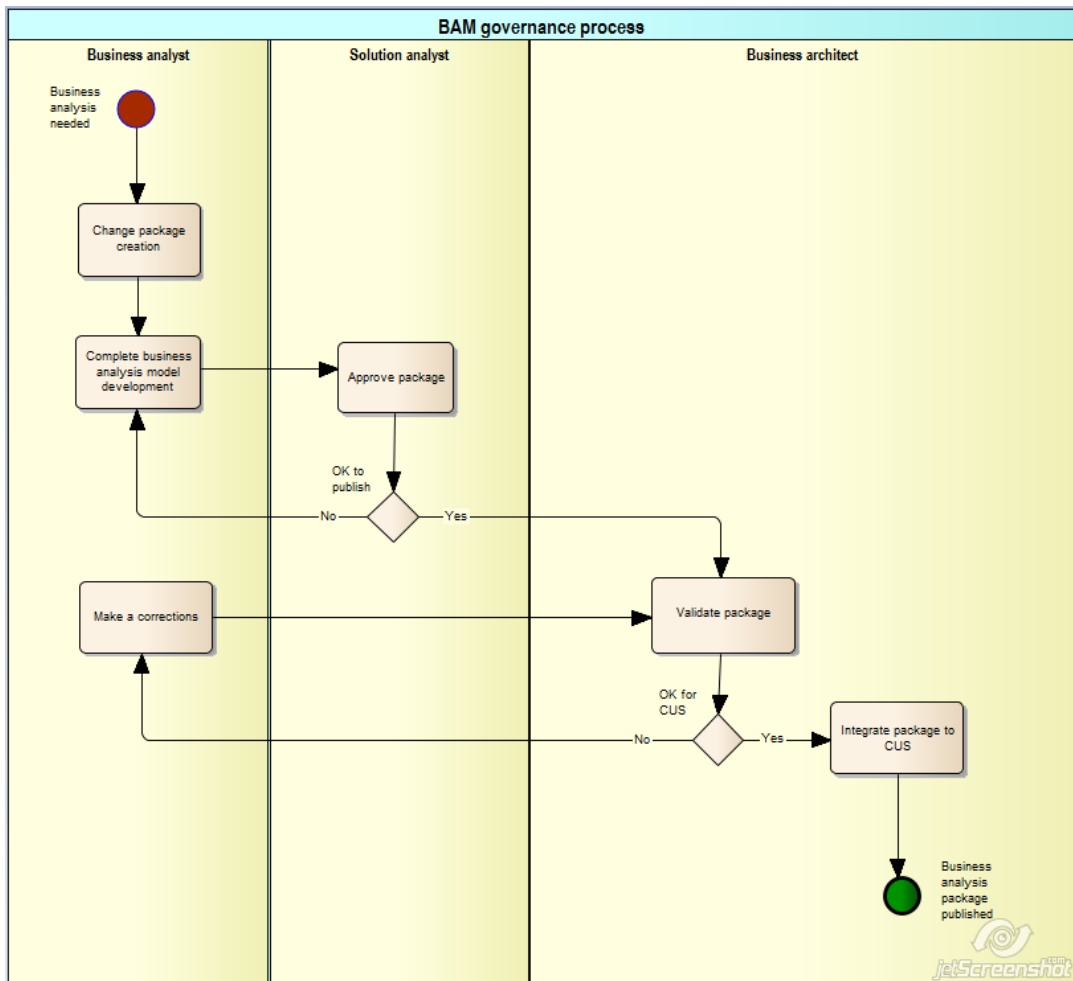 BAM governance process
Business analyst
Solution analyst
Business architect
Business
analysis
needed
Change package
creation
Complete business
analysis model
development
Approve package
OK to
publish
No
Yes
Make a corrections
Validate package
OK for
CUS
No
Yes
Integrate package to
CUS
Business
analysis
package
published
jetScreenshot.com